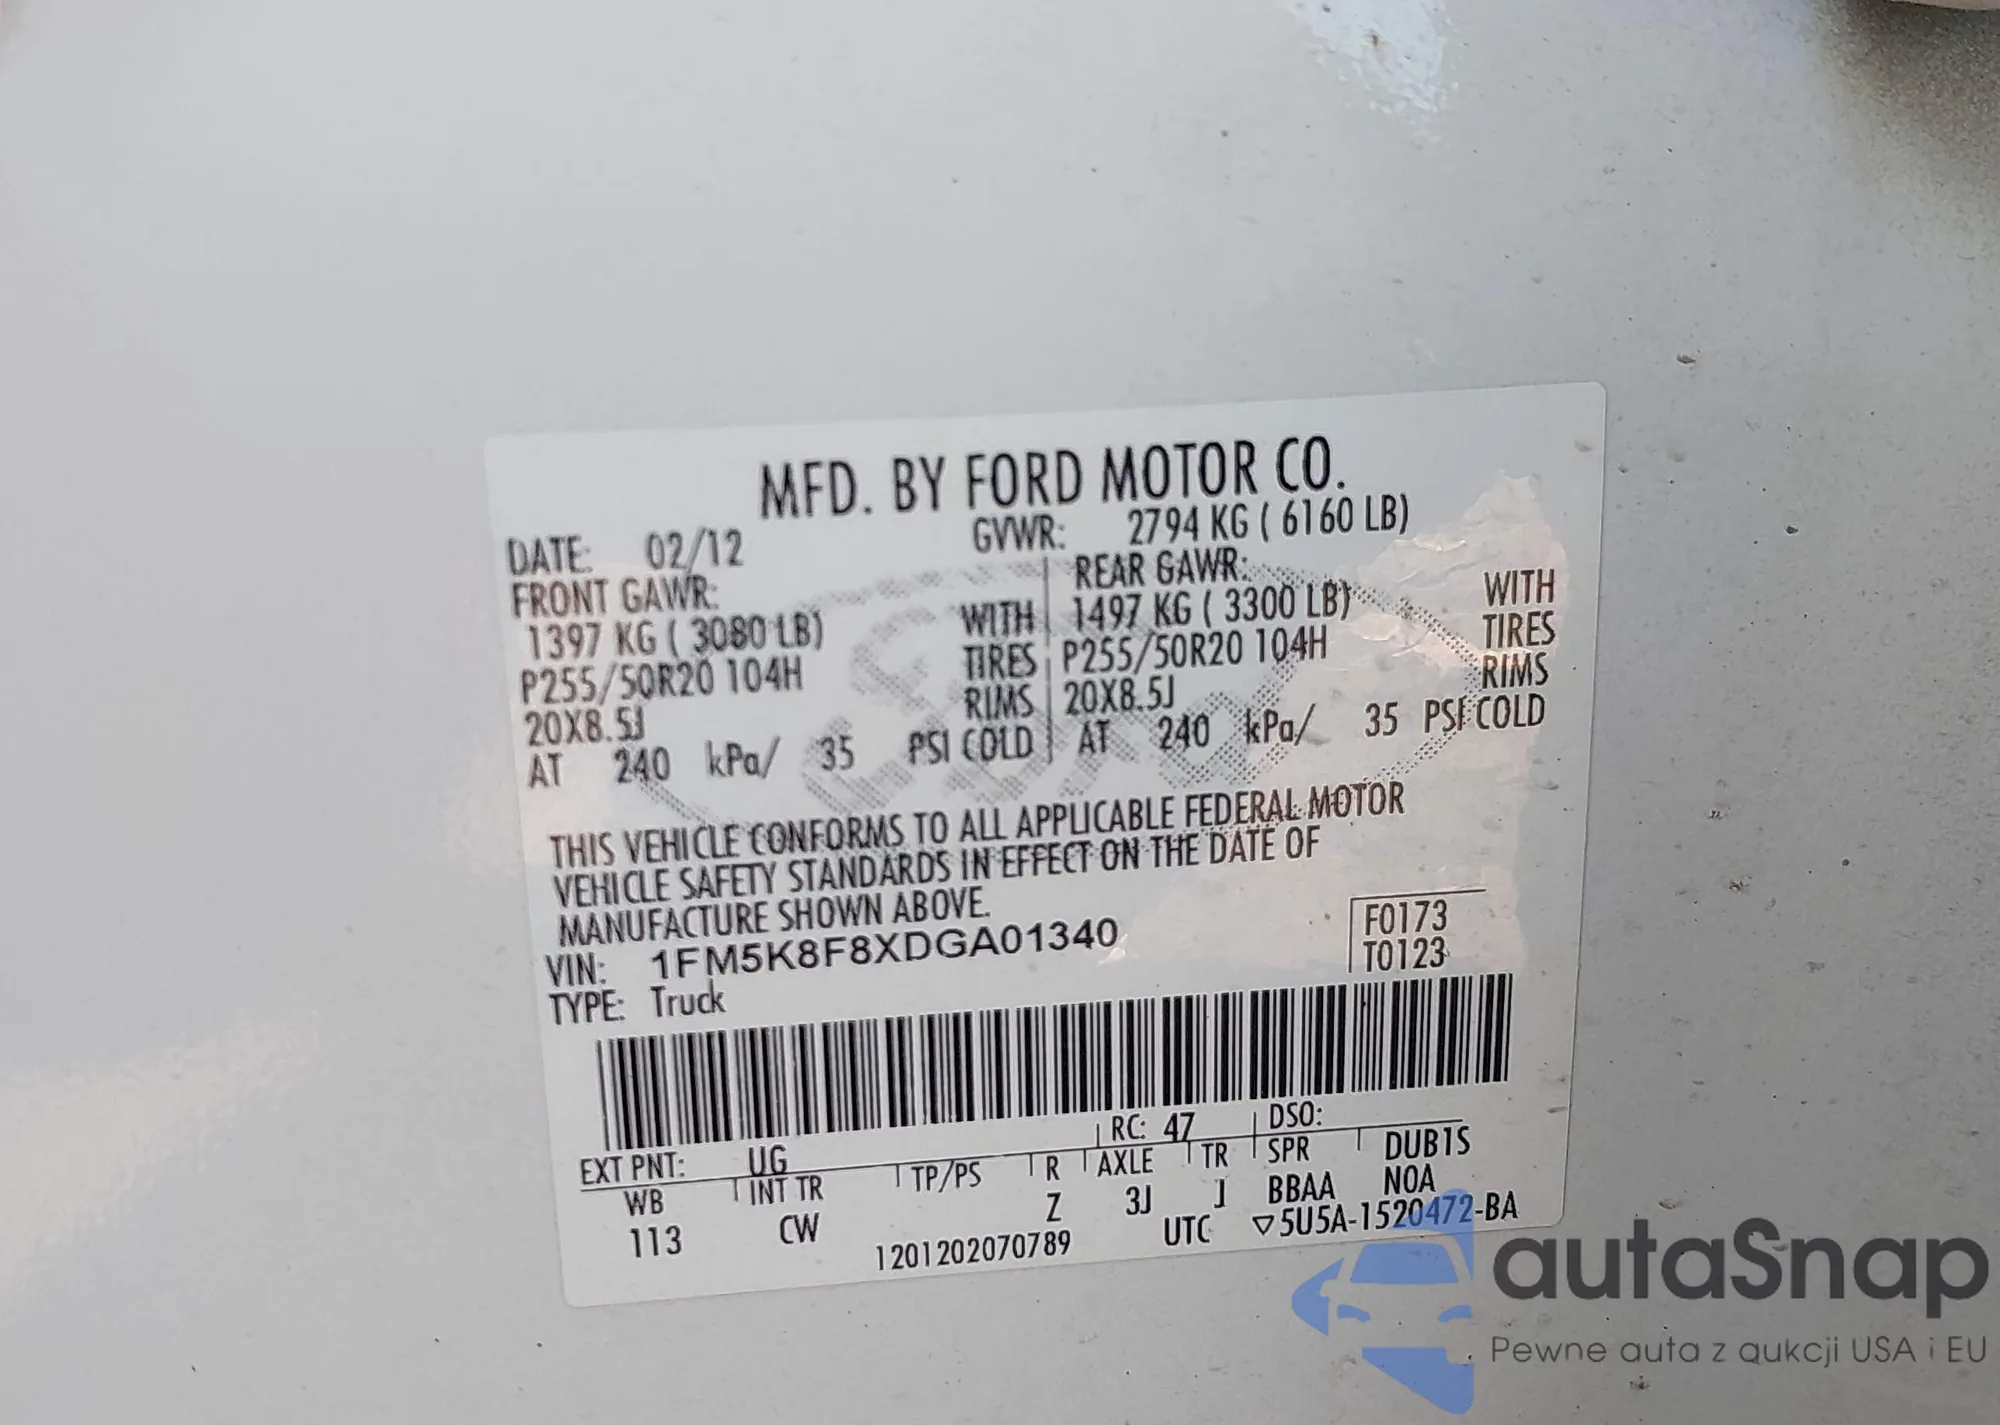 MFD. BY FORD MOTOR CO.
DATE: 02/12 GVWR: 2794 KG ( 6160 LB)
FRONT GAWR: REAR GAWR:
1397 KG ( 3080 LB) WITH 1497 KG ( 3300 LB) WITH
P255/50R20 104H TIRES P255/50R20 104H TIRES
20X8.5J RIMS 20X8.5J RIMS
AT 240 kPa/ 35 PSI COLD AT 240 kPa/ 35 PSI COLD
THIS VEHICLE CONFORMS TO ALL APPLICABLE FEDERAL MOTOR
VEHICLE SAFETY STANDARDS IN EFFECT ON THE DATE OF
MANUFACTURE SHOWN ABOVE.
VIN: 1FM5K8F8XDGA01340
TYPE: Truck
F0173
T0123
EXT PNT: UG RC: 47 DSO:
WB INT TR TP/PS R AXLE TR SPR DUB1S
113 CW Z 3J J BBAA NOA
1201202070789 UTC ▽5U5A-1520472-BA
autaSnap
Pewne auta z aukcji USA i EU